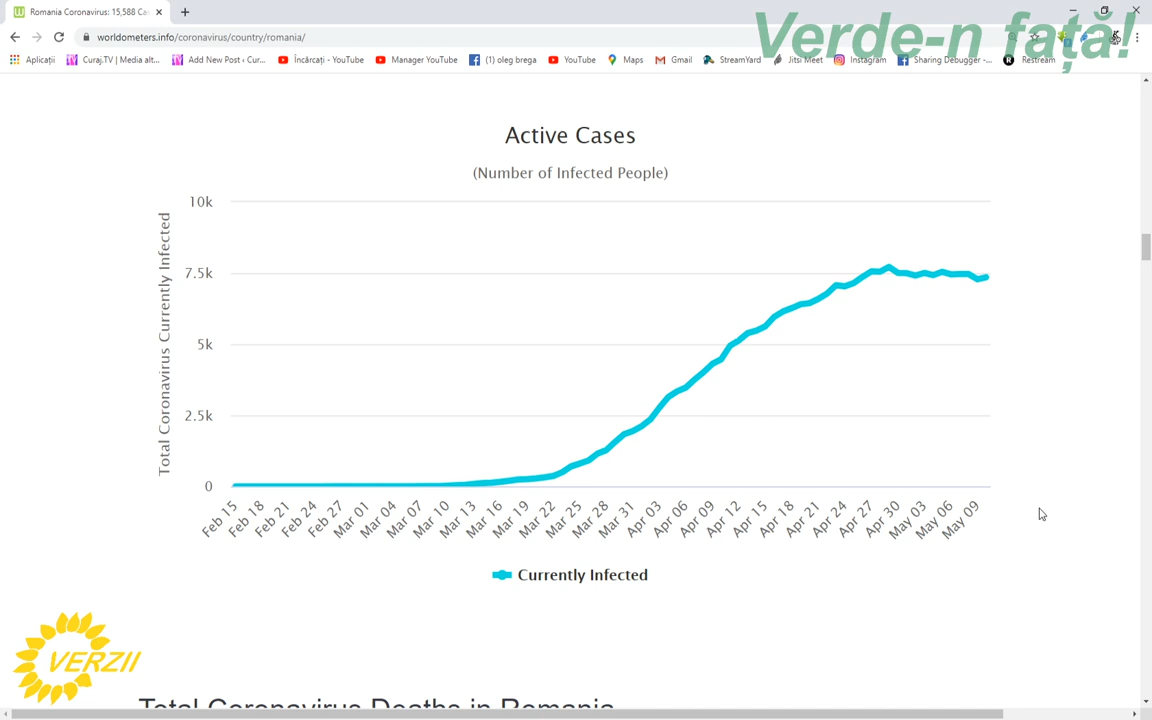 Romania Coronavirus: 15,588 Ca
worldometers.info/coronavirus/country/romania/
Verde-n față!
Aplicații
Curaj.TV | Media alt...
Add New Post ‹ Cur...
Încărcați - YouTube
Manager YouTube
(1) oleg brega
YouTube
Maps
Gmail
StreamYard
Jitsi Meet
Instagram
Sharing Debugger -...
Restream
Active Cases
(Number of Infected People)
Total Coronavirus Currently Infected
10k
7.5k
5k
2.5k
0
Feb 15
Feb 18
Feb 21
Feb 24
Feb 27
Mar 01
Mar 04
Mar 07
Mar 10
Mar 13
Mar 16
Mar 19
Mar 22
Mar 25
Mar 28
Mar 31
Apr 03
Apr 06
Apr 09
Apr 12
Apr 15
Apr 18
Apr 21
Apr 24
Apr 27
Apr 30
May 03
May 06
May 09
Currently Infected
VERZII
Total Coronavirus Deaths in Romania